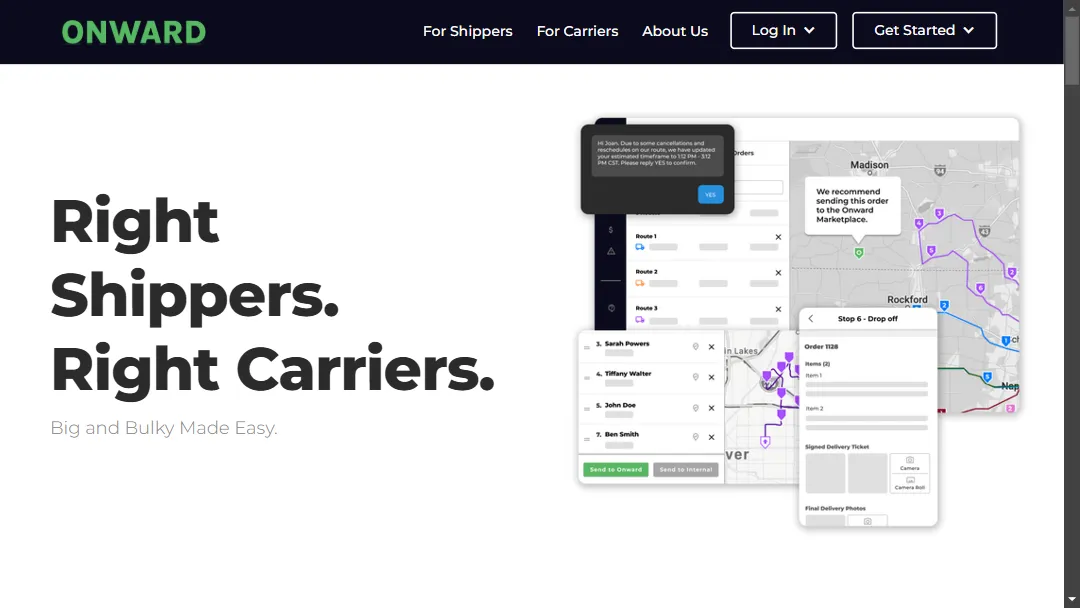 ONWARD
For Shippers
For Carriers
About Us
Log In
Get Started
Right
Shippers.
Right Carriers.
Big and Bulky Made Easy.
Hi Joan, Due to some cancellations and
reschedules on our route, we have updated
your estimated timeframe to 1:12 PM - 3:12
PM CST. Please reply YES to confirm.
YES
Orders
Route 1
Route 2
Route 3
Madison
94
43
We recommend
sending this order
to the Onward
Marketplace.
Rockford
3. Sarah Powers
4. Tiffany Walter
5. John Doe
7. Ben Smith
Send to Onward
Send to Internal
in Lakes
ver
Stop 6 - Drop off
Order 1128
Items (2)
Item 1
Item 2
Signed Delivery Ticket
Camera
Camera Roll
Final Delivery Photos
Nap